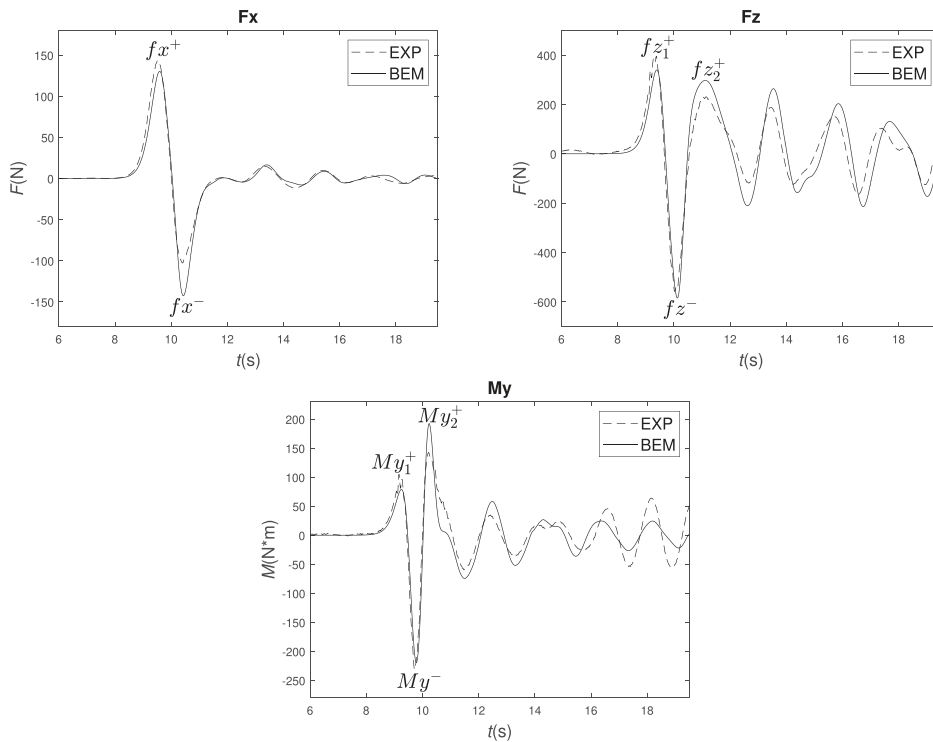 Fx
fx⁺
EXP
BEM
150
100
50
0
-50
-100
-150
F(N)
fx⁻
6 8 10 12 14 16 18
t(s)
Fz
fz₁⁺
fz₂⁺
EXP
BEM
400
200
0
-200
-400
-600
F(N)
fz⁻
6 8 10 12 14 16 18
t(s)
My
My₂⁺
My₁⁺
EXP
BEM
200
150
100
50
0
-50
-100
-150
-200
-250
M(N*m)
My⁻
6 8 10 12 14 16 18
t(s)